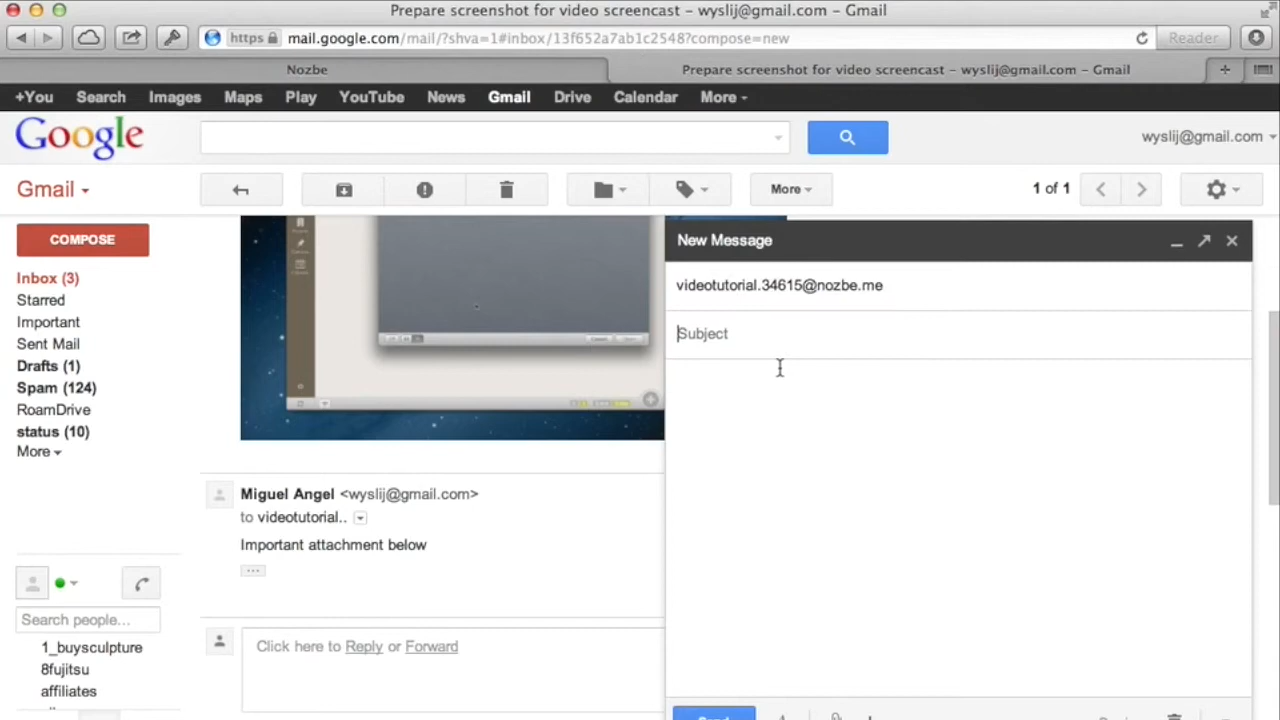 Prepare screenshot for video screencast – wyslij@gmail.com – Gmail
https mail.google.com/mail/?shva=1#inbox/13f652a7ab1c2548?compose=new
Reader
Nozbe
Prepare screenshot for video screencast – wyslij@gmail.com – Gmail
+You Search Images Maps Play YouTube News Gmail Drive Calendar More
Google
wyslij@gmail.com
Gmail
More
1 of 1
COMPOSE
Inbox (3)
Starred
Important
Sent Mail
Drafts (1)
Spam (124)
RoamDrive
status (10)
More
Search people...
1_buysculpture
8fujitsu
affiliates
Miguel Angel <wyslij@gmail.com>
to videotutorial..
Important attachment below
Click here to Reply or Forward
New Message
videotutorial.34615@nozbe.me
Subject